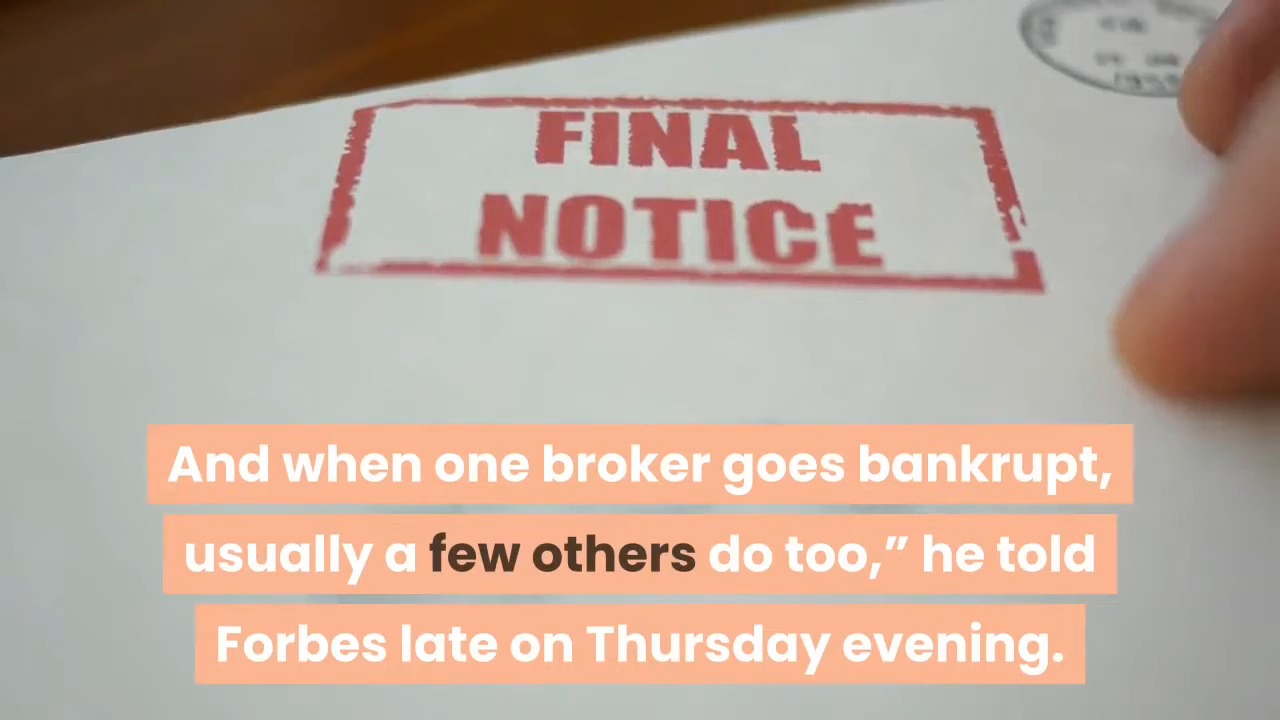 FINAL
NOTICE
And when one broker goes bankrupt,
usually a few others do too,” he told
Forbes late on Thursday evening.